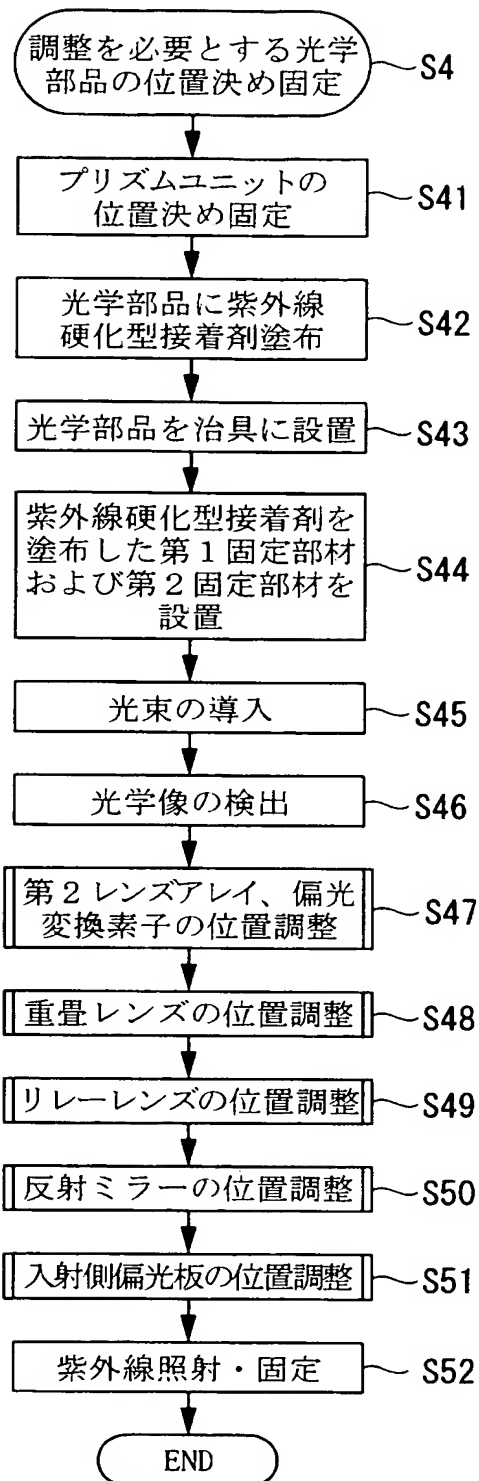 調整を必要とする光学
部品の位置決め固定
S4
プリズムユニットの
位置決め固定
S41
光学部品に紫外線
硬化型接着剤塗布
S42
光学部品を治具に設置
S43
紫外線硬化型接着剤を
塗布した第1固定部材
および第2固定部材を
設置
S44
光束の導入
S45
光学像の検出
S46
第2レンズアレイ、偏光
変換素子の位置調整
S47
重畳レンズの位置調整
S48
リレーレンズの位置調整
S49
反射ミラーの位置調整
S50
入射側偏光板の位置調整
S51
紫外線照射・固定
S52
END